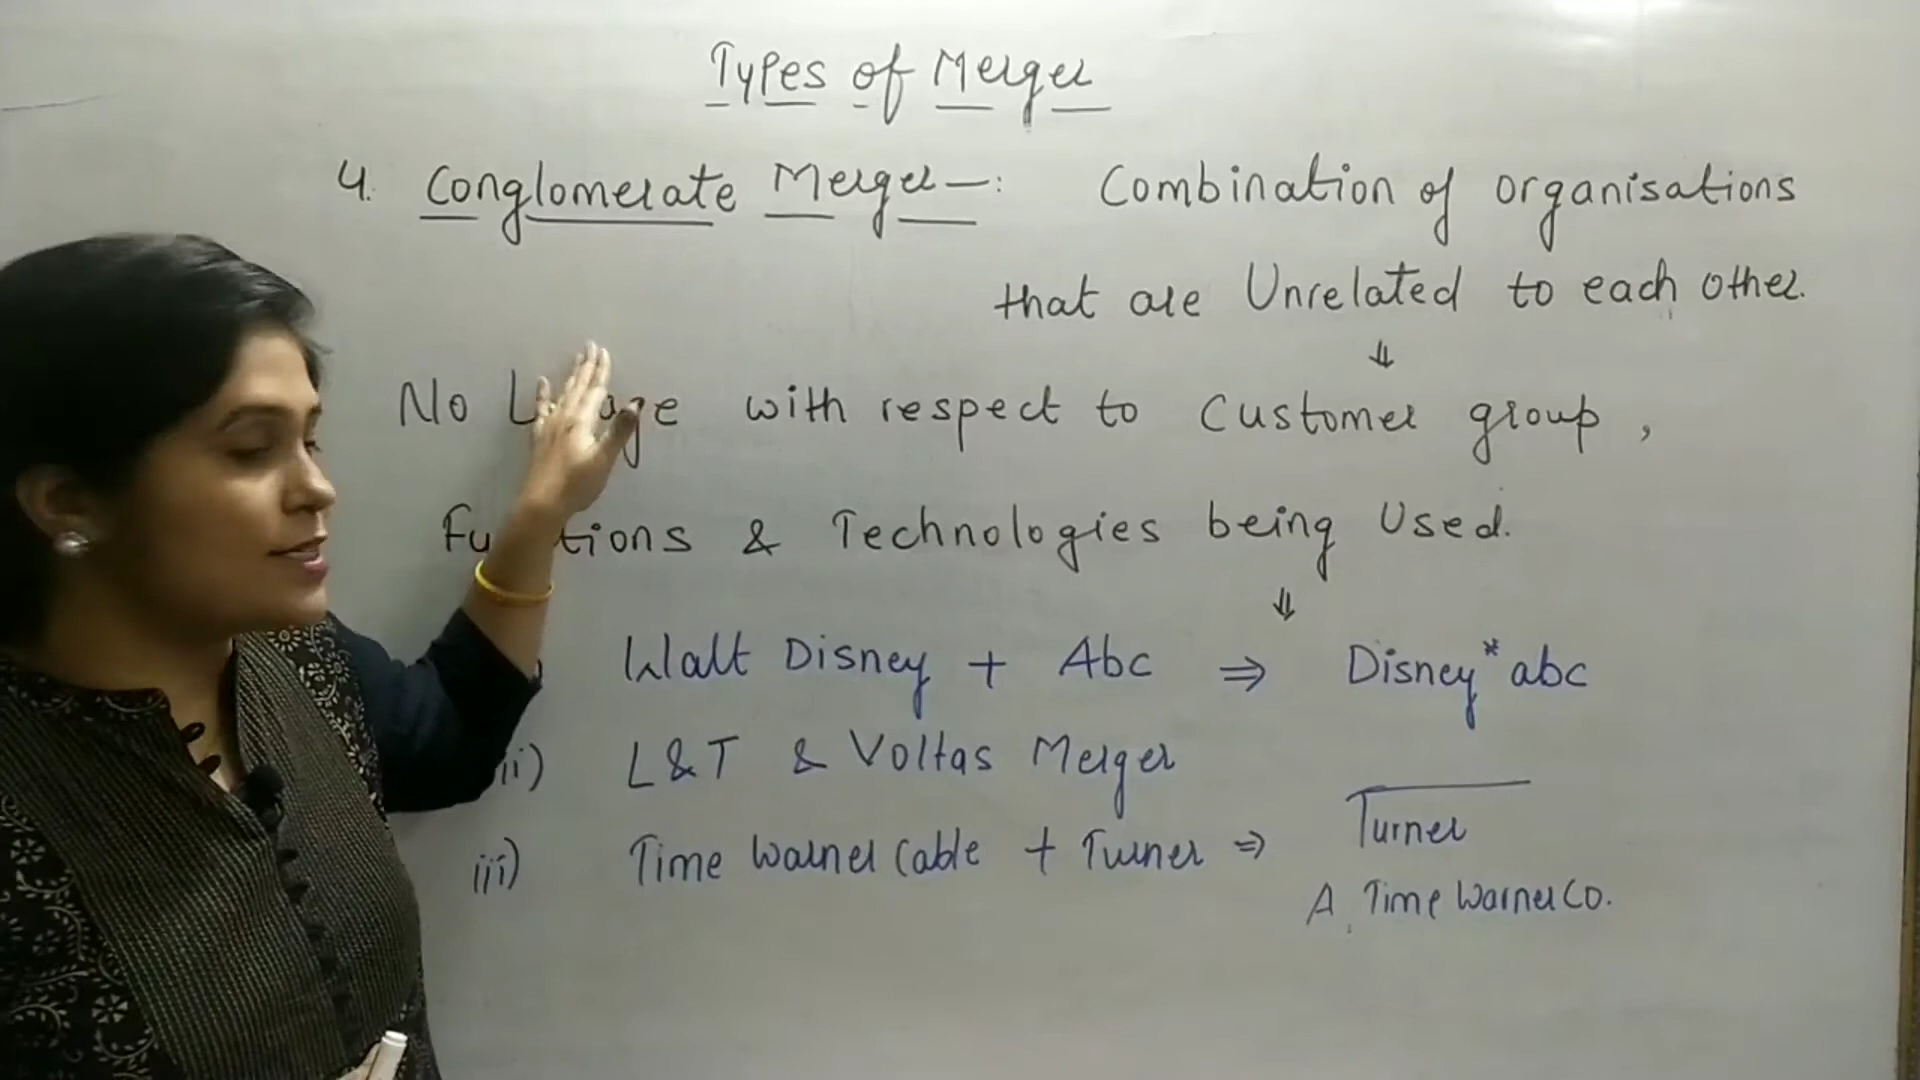 Types of Merger
4. Conglomerate Merger—: Combination of organisations
that are Unrelated to each other.
⇓
No with respect to Customer group,
& Technologies being Used.
⇓
Walt Disney + Abc ⇒ Disney*abc
ii) L&T & Voltas Merger
iii) Time Warner Cable + Turner ⇒ Turner
A Time Warner Co.